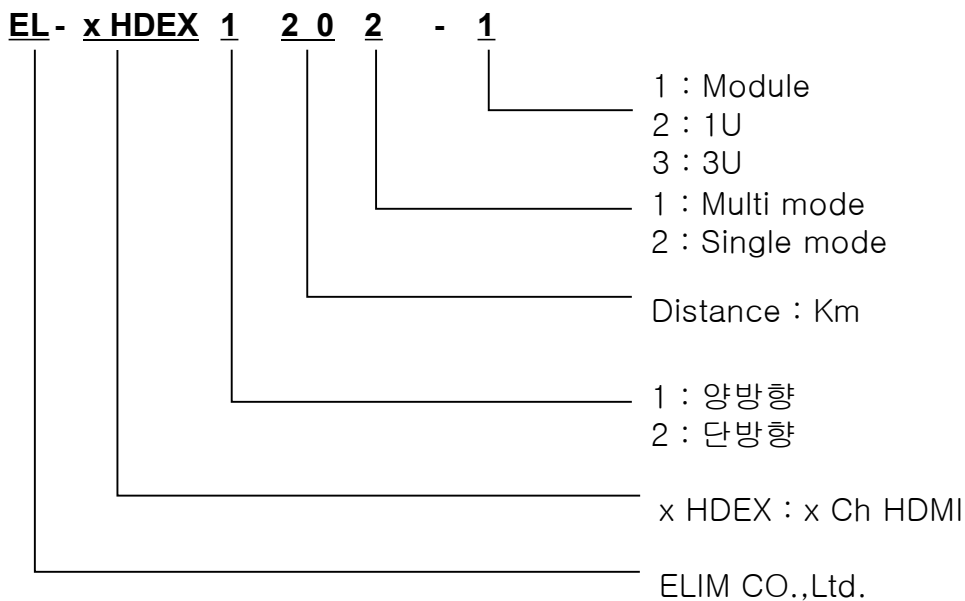 EL- x HDEX 1 2 0 2 - 1
1 : Module
2 : 1U
3 : 3U
1 : Multi mode
2 : Single mode
Distance : Km
1 : 양방향
2 : 단방향
x HDEX : x Ch HDMI
ELIM CO.,Ltd.